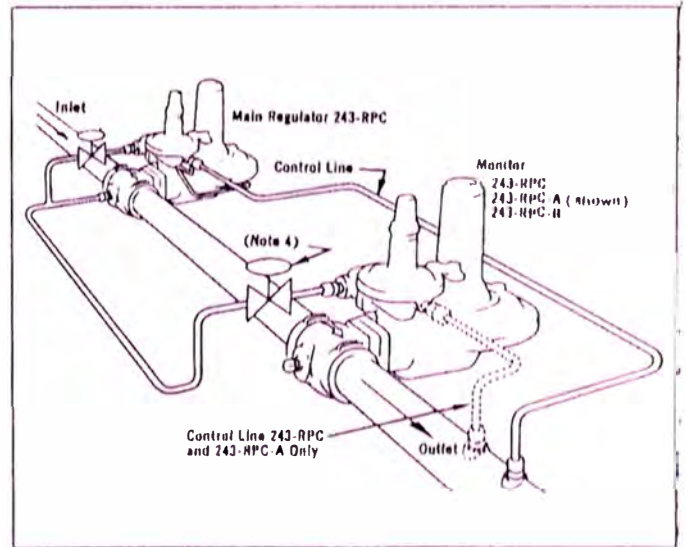 Inlet
Main Regulator 243-RPC
Control Line
Monitor
243-RPC
243-RPC-A (shown)
243-RPC-B
(Note 4)
Control Line 243-RPC
and 243-RPC-A Only
Outlet